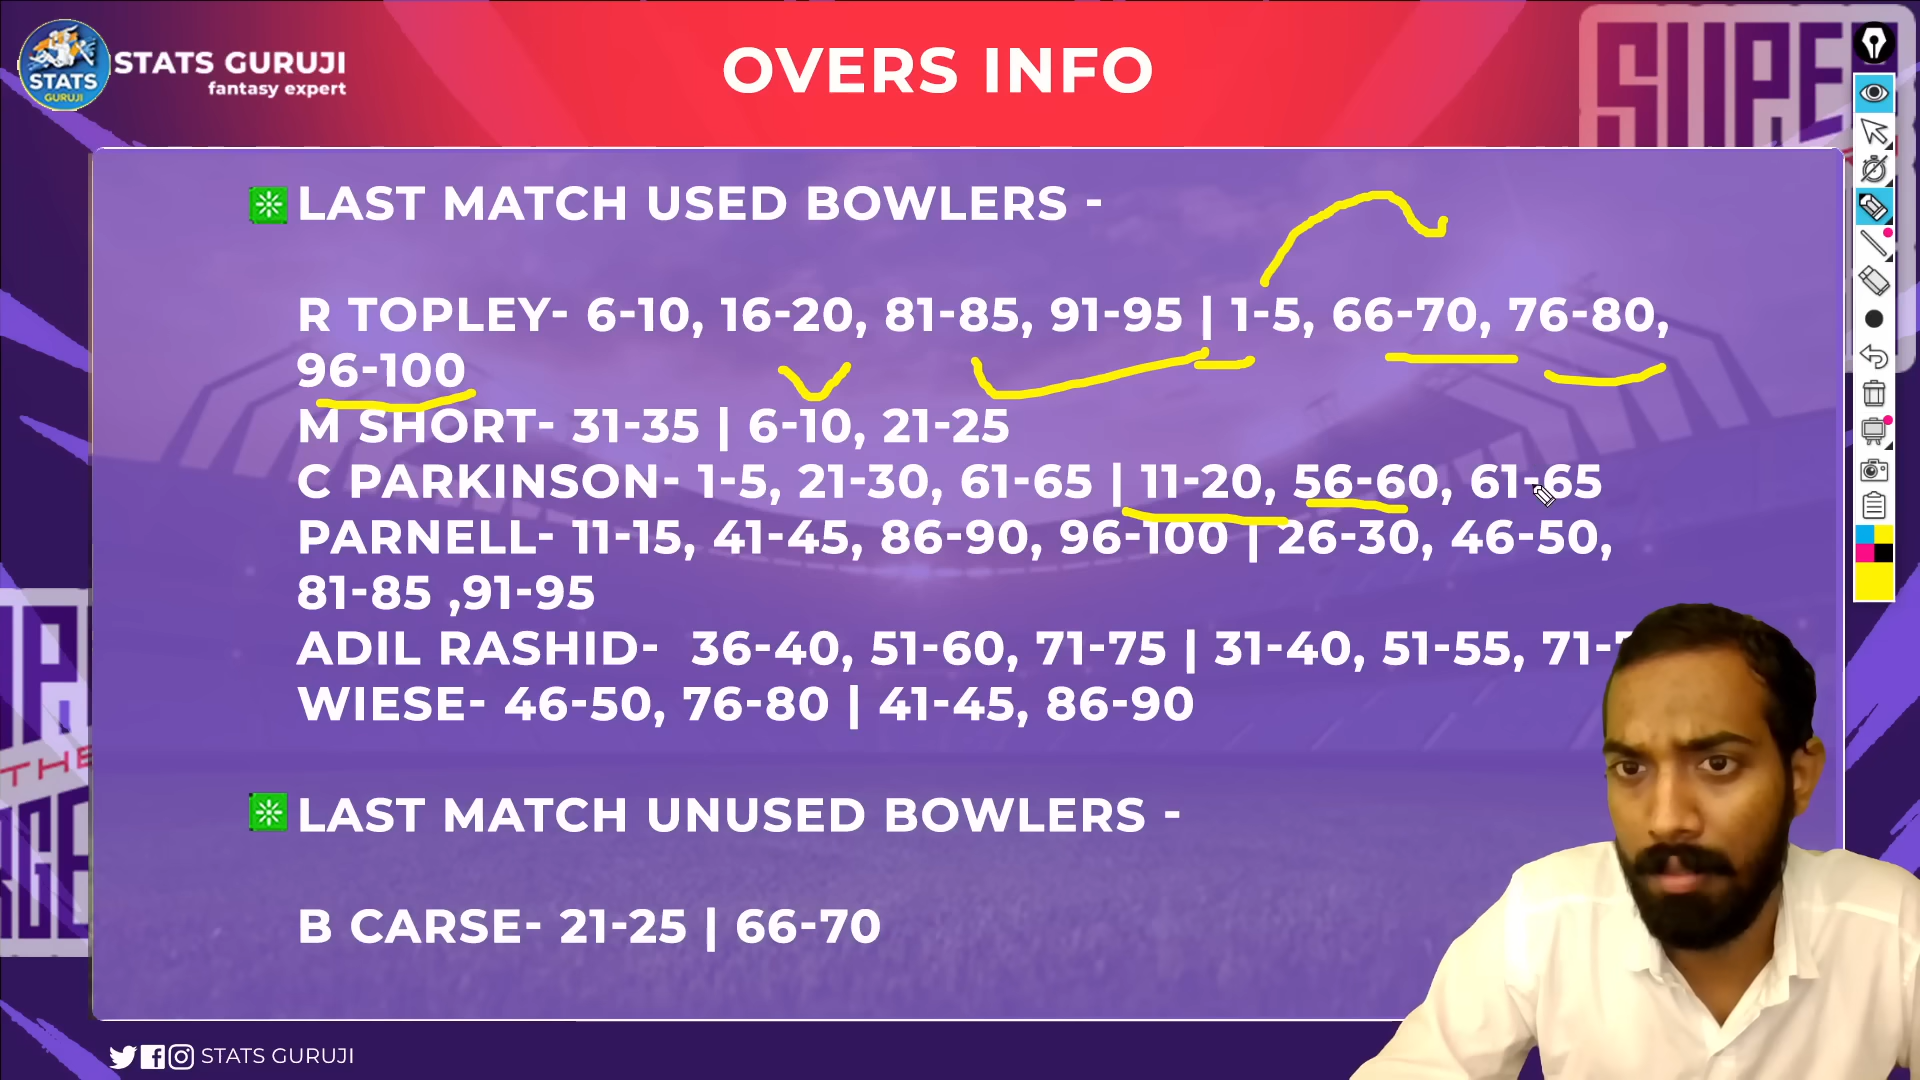 STATS GURUJI
fantasy expert
STATS
GURUJI
OVERS INFO
LAST MATCH USED BOWLERS -
R TOPLEY- 6-10, 16-20, 81-85, 91-95 | 1-5, 66-70, 76-80,
96-100
M SHORT- 31-35 | 6-10, 21-25
C PARKINSON- 1-5, 21-30, 61-65 | 11-20, 56-60, 61-65
PARNELL- 11-15, 41-45, 86-90, 96-100 | 26-30, 46-50,
81-85 ,91-95
ADIL RASHID- 36-40, 51-60, 71-75 | 31-40, 51-55,
WIESE- 46-50, 76-80 | 41-45, 86-90
LAST MATCH UNUSED BOWLERS -
B CARSE- 21-25 | 66-70
THE
STATS GURUJI